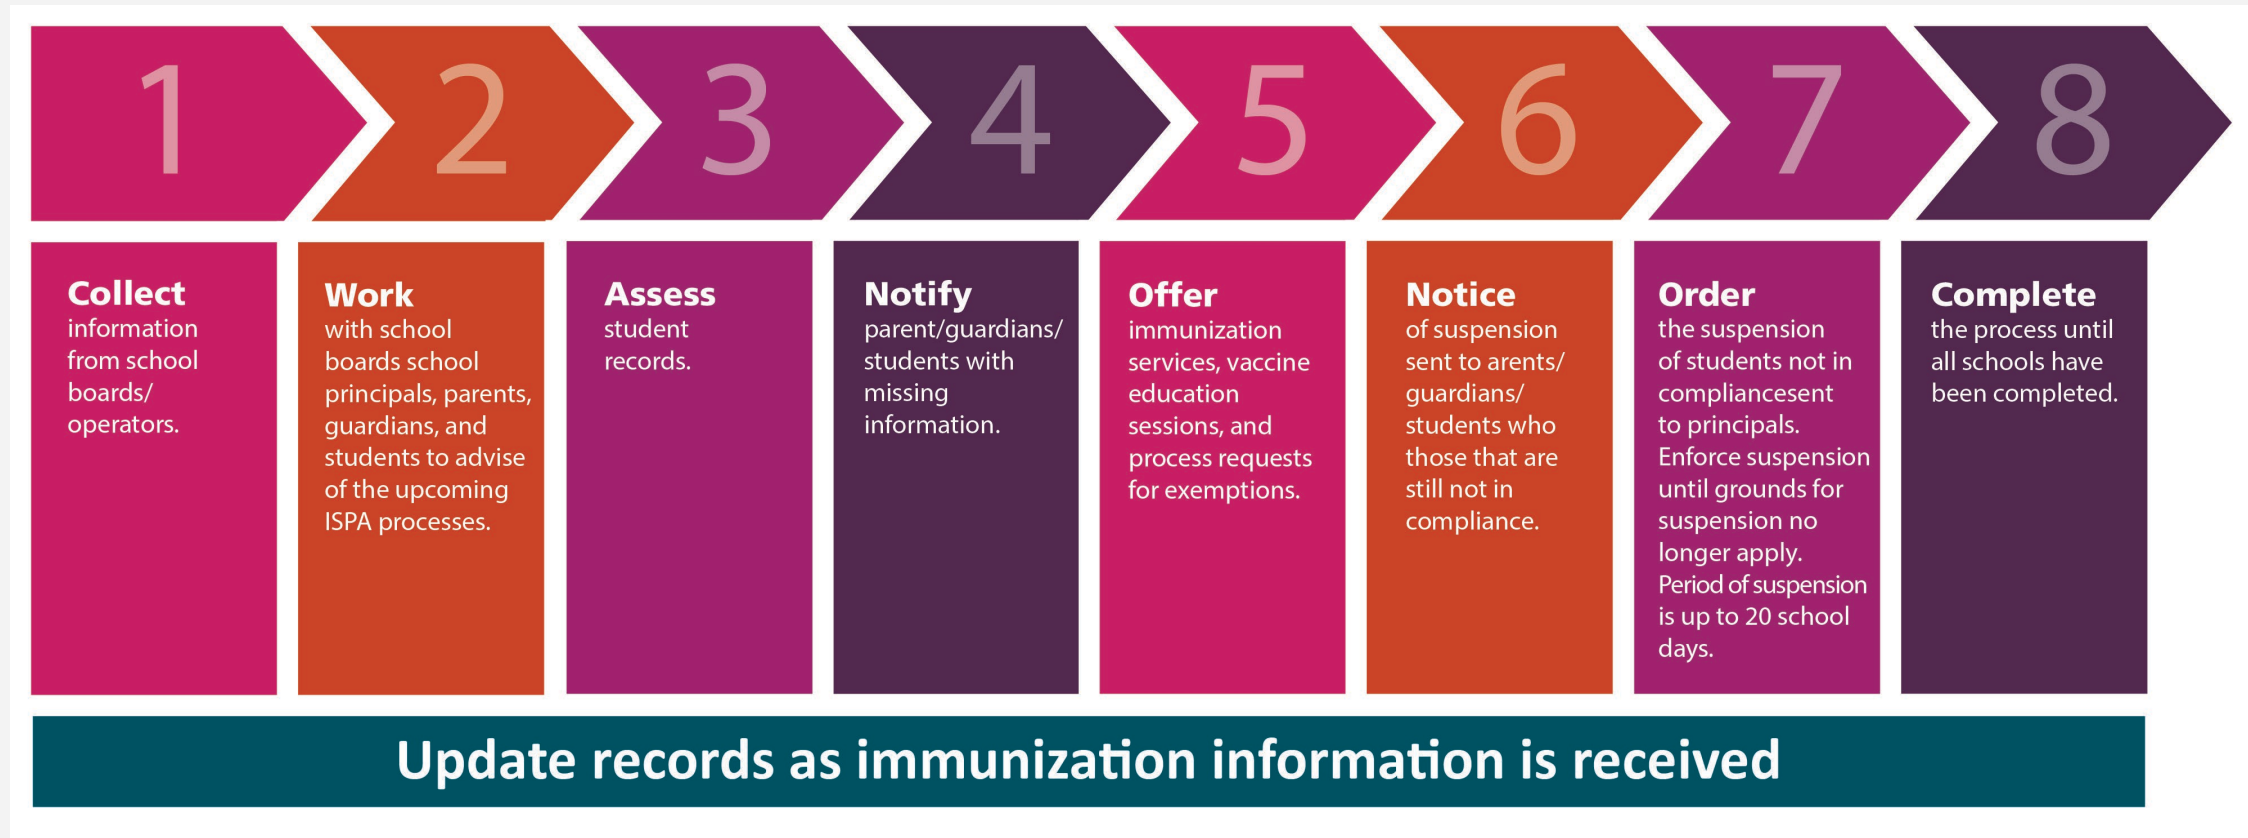 1
2
3
4
5
6
7
8
Collect
information
from school
boards/
operators.
Work
with school
boards school
principals, parents,
guardians, and
students to advise
of the upcoming
ISPA processes.
Assess
student
records.
Notify
parent/guardians/
students with
missing
information.
Offer
immunization
services, vaccine
education
sessions, and
process requests
for exemptions.
Notice
of suspension
sent to arents/
guardians/
students who
those that are
still not in
compliance.
Order
the suspension
of students not in
compliancesent
to principals.
Enforce suspension
until grounds for
suspension no
longer apply.
Period of suspension
is up to 20 school
days.
Complete
the process until
all schools have
been completed.
Update records as immunization information is received